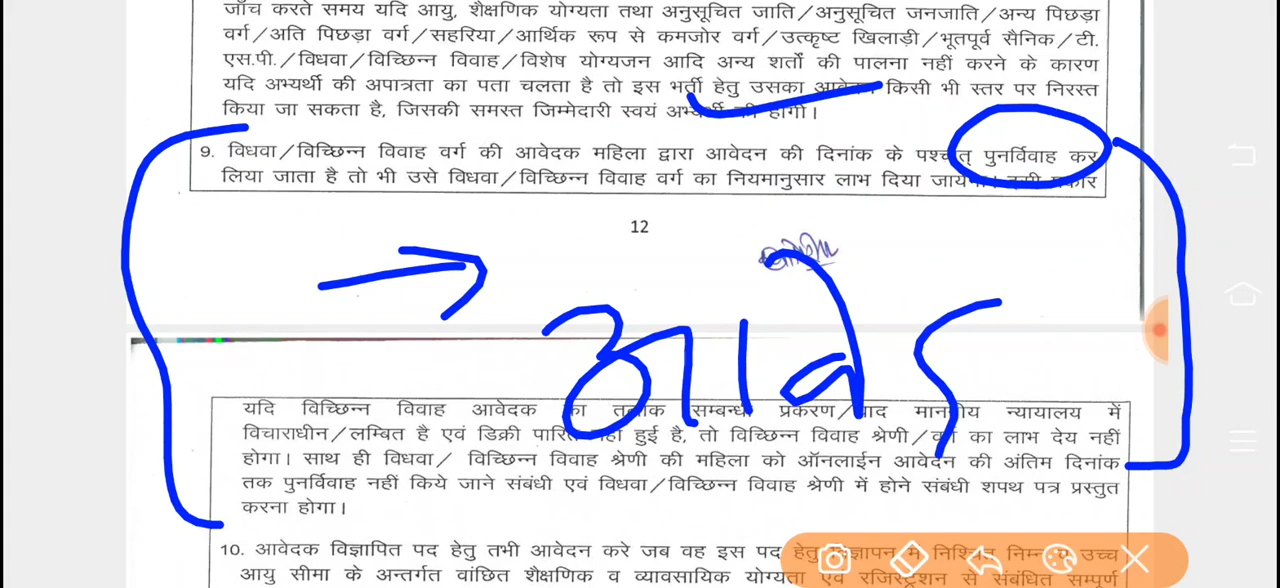 जाँच करते समय यदि आयु, शैक्षणिक योग्यता तथा अनुसूचित जाति/अनुसूचित जनजाति/अन्य पिछड़ा
वर्ग/अति पिछड़ा वर्ग/सहरिया/आर्थिक रूप से कमजोर वर्ग/उत्कृष्ट खिलाड़ी/भूतपूर्व सैनिक/टी.
एस.पी./विधवा/विच्छिन्न विवाह/विशेष योग्यजन आदि अन्य शर्तों की पालना नहीं करने के कारण
यदि अभ्यर्थी की अपात्रता का पता चलता है तो इस भर्ती हेतु उसका आवेदन किसी भी स्तर पर निरस्त
किया जा सकता है, जिसकी समस्त जिम्मेदारी स्वयं अभ्यर्थी की होगी।
9. विधवा/विच्छिन्न विवाह वर्ग की आवेदक महिला द्वारा आवेदन की दिनांक के पश्चात् पुनर्विवाह कर
लिया जाता है तो भी उसे विधवा/विच्छिन्न विवाह वर्ग का नियमानुसार लाभ दिया जायेगा। इसी प्रकार
12
आवेद
यदि विच्छिन्न विवाह आवेदक का तलाक सम्बन्धी प्रकरण/वाद माननीय न्यायालय में
विचाराधीन/लम्बित है एवं डिक्री पारित नहीं हुई है, तो विच्छिन्न विवाह श्रेणी/वर्ग का लाभ देय नहीं
होगा। साथ ही विधवा/ विच्छिन्न विवाह श्रेणी की महिला को ऑनलाईन आवेदन की अंतिम दिनांक
तक पुनर्विवाह नहीं किये जाने संबंधी एवं विधवा/विच्छिन्न विवाह श्रेणी में होने संबंधी शपथ पत्र प्रस्तुत
करना होगा।
10. आवेदक विज्ञापित पद हेतु तभी आवेदन करे जब वह इस पद हेतु विज्ञापन में निश्चित निम्न व उच्च
आयु सीमा के अन्तर्गत वांछित शैक्षणिक व व्यावसायिक योग्यता एवं रजिस्ट्रेशन से संबंधित सम्पूर्ण